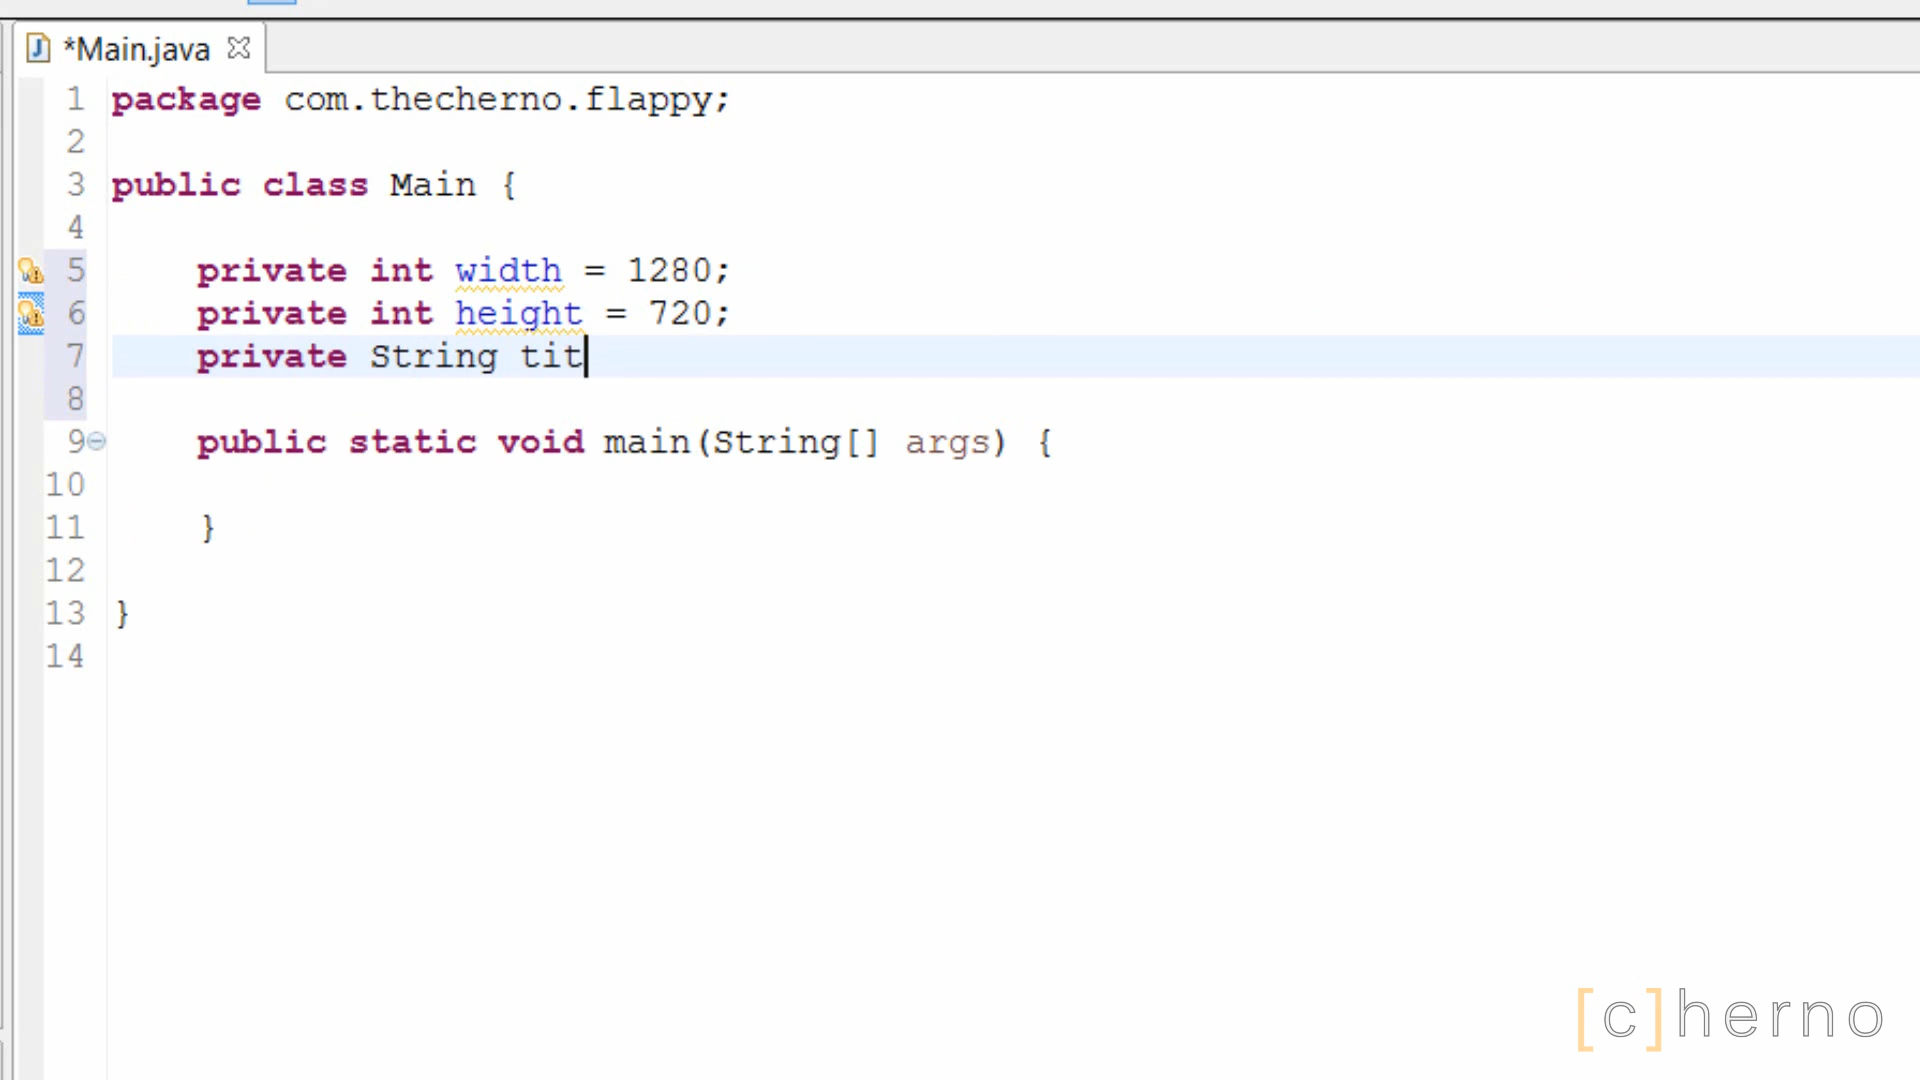 *Main.java
1 package com.thecherno.flappy;
2
3 public class Main {
4
5 private int width = 1280;
6 private int height = 720;
7 private String tit
8
9 public static void main(String[] args) {
10
11 }
12
13 }
14
[c]herno